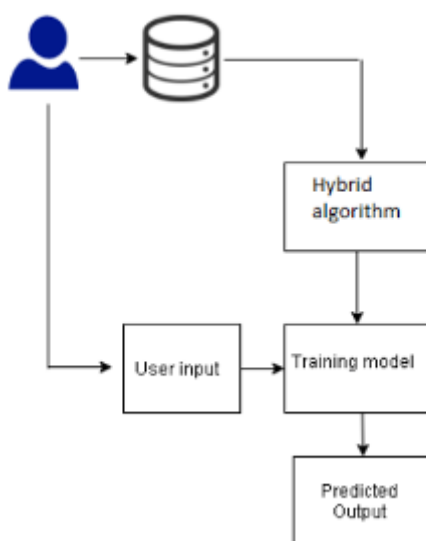 Hybrid
algorithm
User input
Training model
Predicted
Output